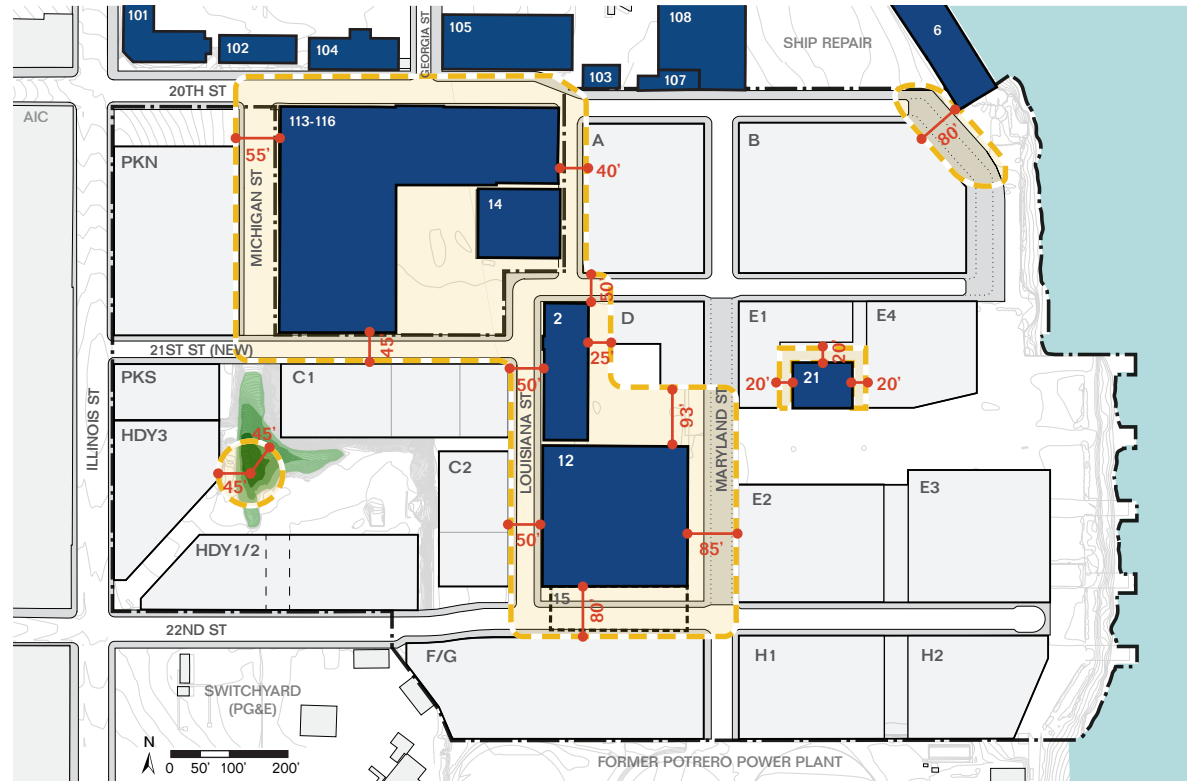 101
102
104
GEORGIA ST
105
108
103
107
SHIP REPAIR
6
20TH ST
AIC
113-116
A
B
80'
PKN
55'
40'
MICHIGAN ST
14
50'
2
D
E1
E4
25'
45'
20'
21ST ST (NEW)
PKS
C1
50'
20'
21
20'
ILLINOIS ST
HDY3
LOUISIANA ST
93'
MARYLAND ST
45'
45'
C2
12
E2
E3
50'
85'
HDY1/2
15
80'
22ND ST
F/G
H1
H2
SWITCHYARD
(PG&E)
N
0 50' 100' 200'
FORMER POTRERO POWER PLANT